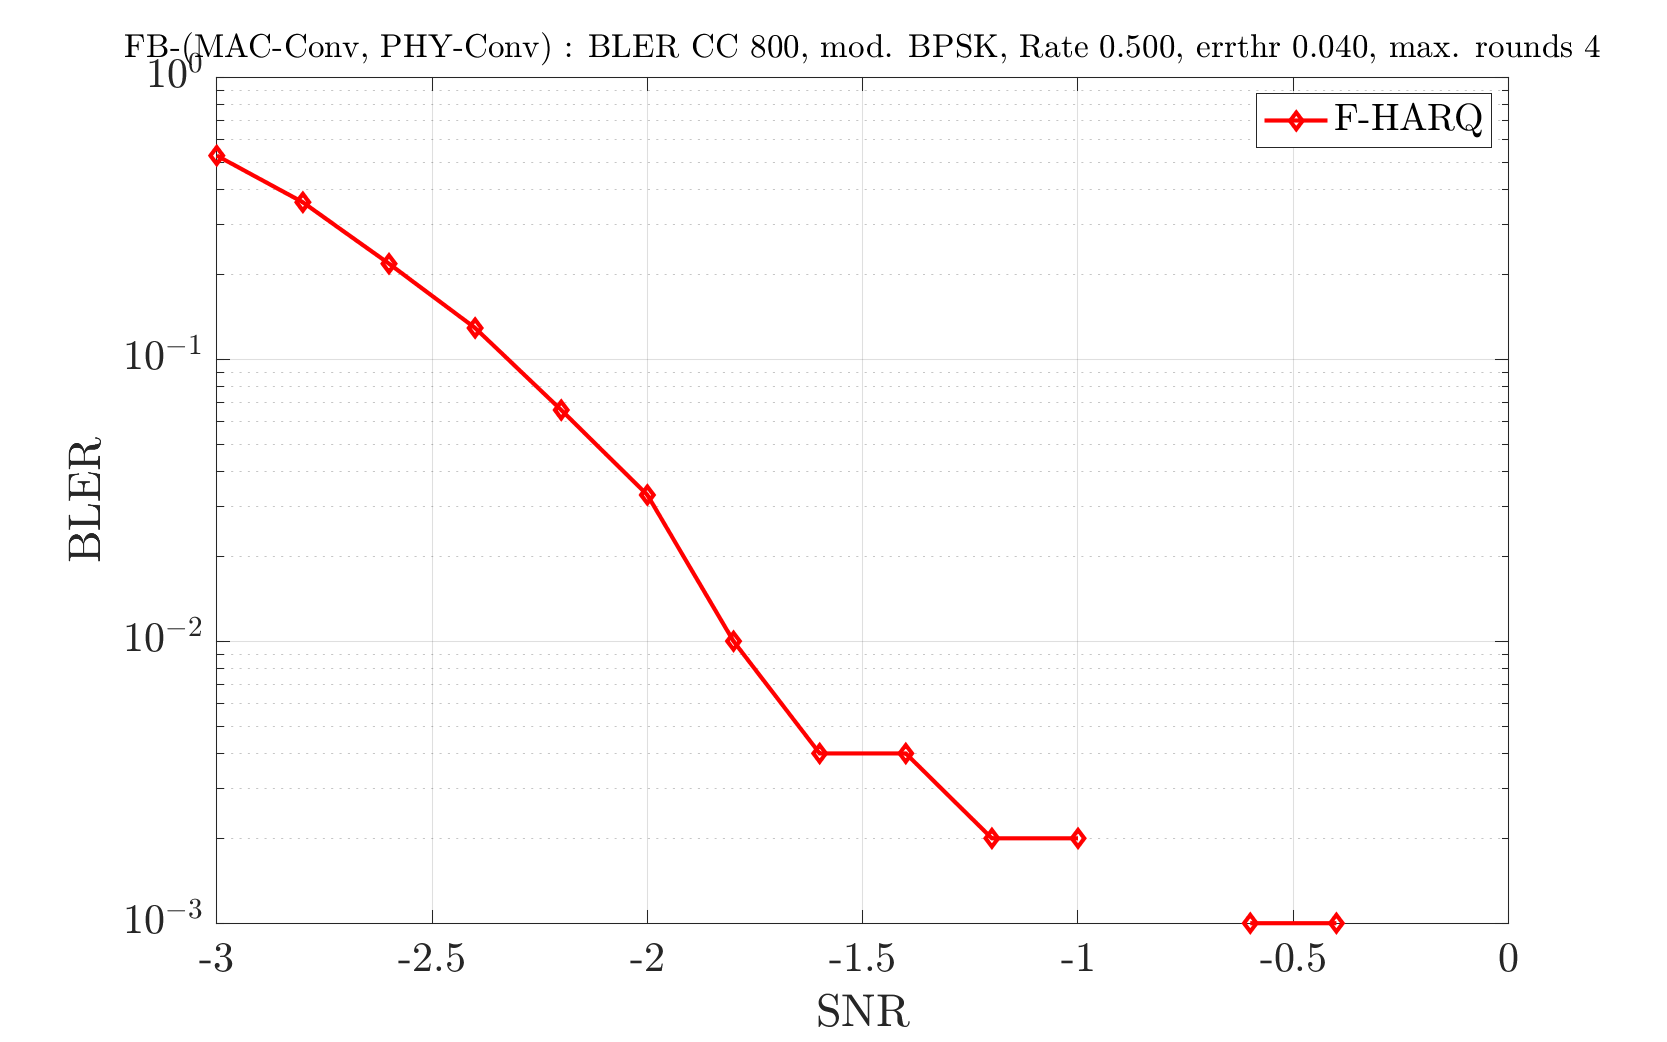 FB-(MAC-Conv, PHY-Conv) : BLER CC 800, mod. BPSK, Rate 0.500, errthr 0.040, max. rounds 4
10^0
F-HARQ
10^{-1}
BLER
10^{-2}
10^{-3}
-3 -2.5 -2 -1.5 -1 -0.5 0
SNR